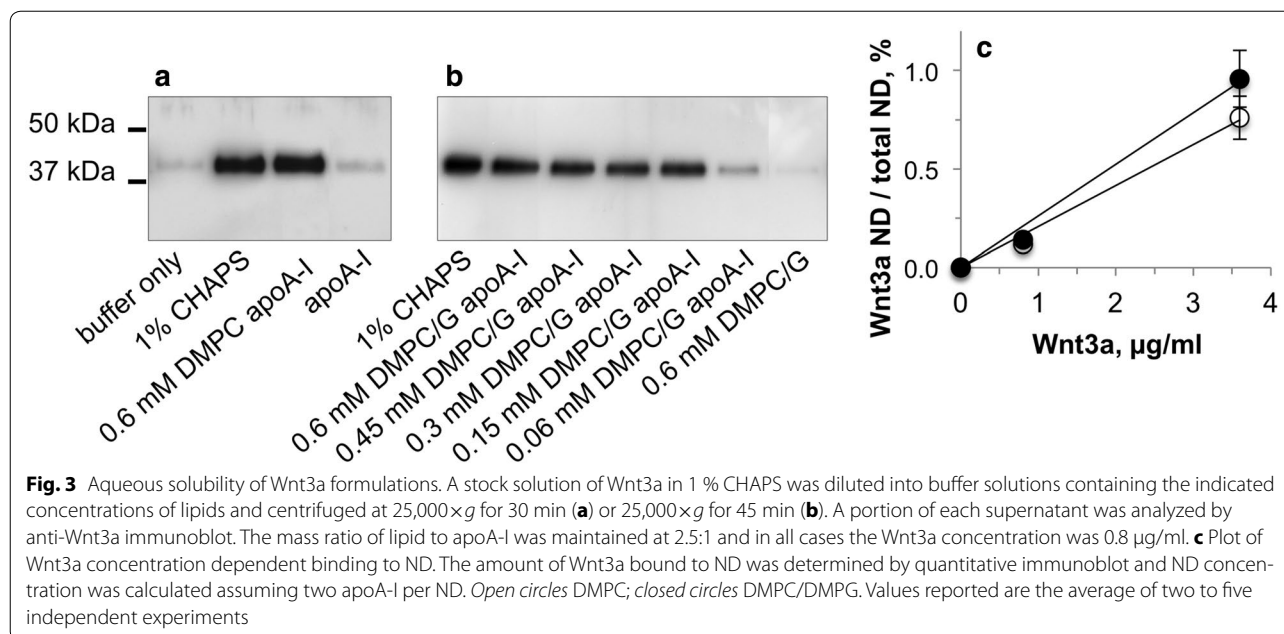 a
50 kDa
37 kDa
buffer only
1% CHAPS
0.6 mM DMPC apoA-I
apoA-I
b
1% CHAPS
0.6 mM DMPC/G apoA-I
0.45 mM DMPC/G apoA-I
0.3 mM DMPC/G apoA-I
0.15 mM DMPC/G apoA-I
0.06 mM DMPC/G apoA-I
0.6 mM DMPC/G
c
Wnt3a ND / total ND, %
1.0
0.5
0.0
0 1 2 3 4
Wnt3a, µg/ml
Fig. 3 Aqueous solubility of Wnt3a formulations. A stock solution of Wnt3a in 1 % CHAPS was diluted into buffer solutions containing the indicated
concentrations of lipids and centrifuged at 25,000×g for 30 min (a) or 25,000×g for 45 min (b). A portion of each supernatant was analyzed by
anti-Wnt3a immunoblot. The mass ratio of lipid to apoA-I was maintained at 2.5:1 and in all cases the Wnt3a concentration was 0.8 µg/ml. c Plot of
Wnt3a concentration dependent binding to ND. The amount of Wnt3a bound to ND was determined by quantitative immunoblot and ND concen-
tration was calculated assuming two apoA-I per ND. Open circles DMPC; closed circles DMPC/DMPG. Values reported are the average of two to five
independent experiments